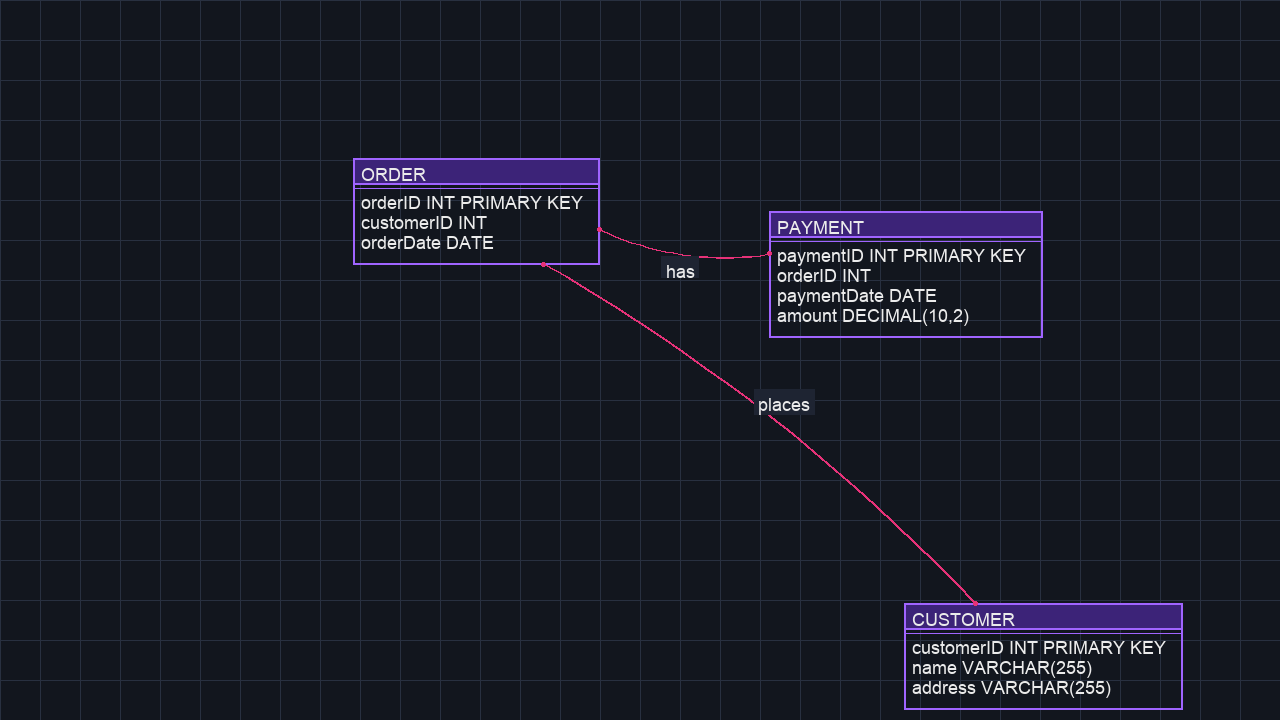 ORDER
orderID INT PRIMARY KEY
customerID INT
orderDate DATE
has
PAYMENT
paymentID INT PRIMARY KEY
orderID INT
paymentDate DATE
amount DECIMAL(10,2)
places
CUSTOMER
customerID INT PRIMARY KEY
name VARCHAR(255)
address VARCHAR(255)